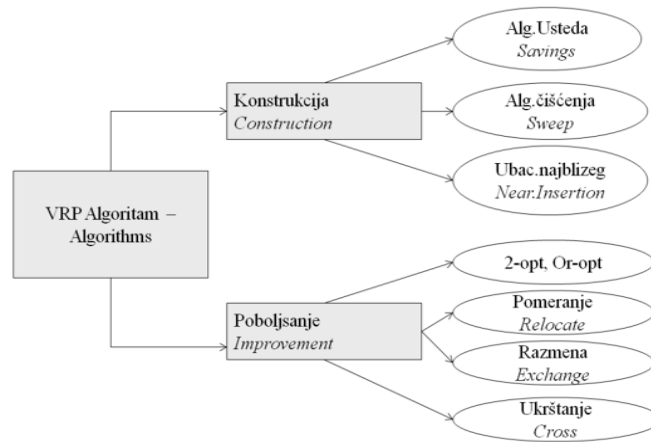 Alg.Usteda
Savings
Konstrukcija
Construction
Alg.čišćenja
Sweep
Ubac.najblizeg
Near.Insertion
VRP Algoritam –
Algorithms
2-opt, Or-opt
Poboljsanje
Improvement
Pomeranje
Relocate
Razmena
Exchange
Ukrštanje
Cross